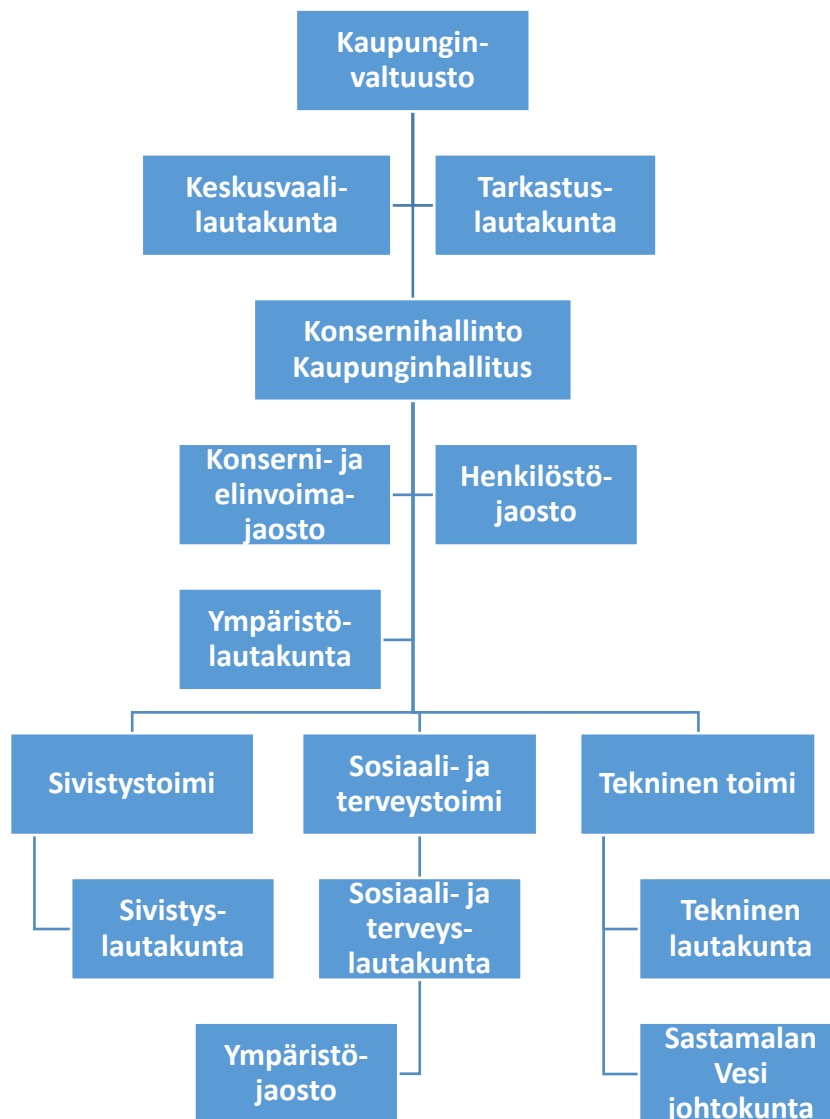 Kaupungin-
valtuusto
Keskusvaali-
lautakunta
Tarkastus-
lautakunta
Konsernihallinto
Kaupunginhallitus
Konserni- ja
elinvoima-
jaosto
Henkilöstö-
jaosto
Ympäristö-
lautakunta
Sivistystoimi
Sosiaali- ja
terveystoimi
Tekninen toimi
Sivistys-
lautakunta
Sosiaali- ja
terveys-
lautakunta
Tekninen
lautakunta
Ympäristö-
jaosto
Sastamalan
Vesi
johtokunta